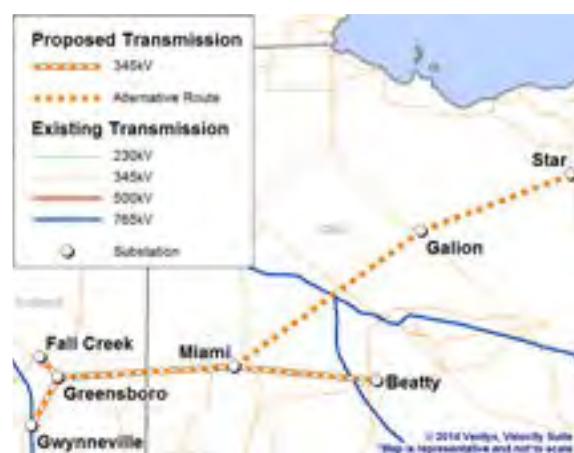 Proposed Transmission
345kV
Alternative Route
Existing Transmission
230kV
345kV
500kV
765kV
Substation
Star
Galion
Fall Creek
Miami
Greensboro
Beatty
Gwynneville
© 2014 Ventyx, Velocity Suite
*Map is representative and not to scale